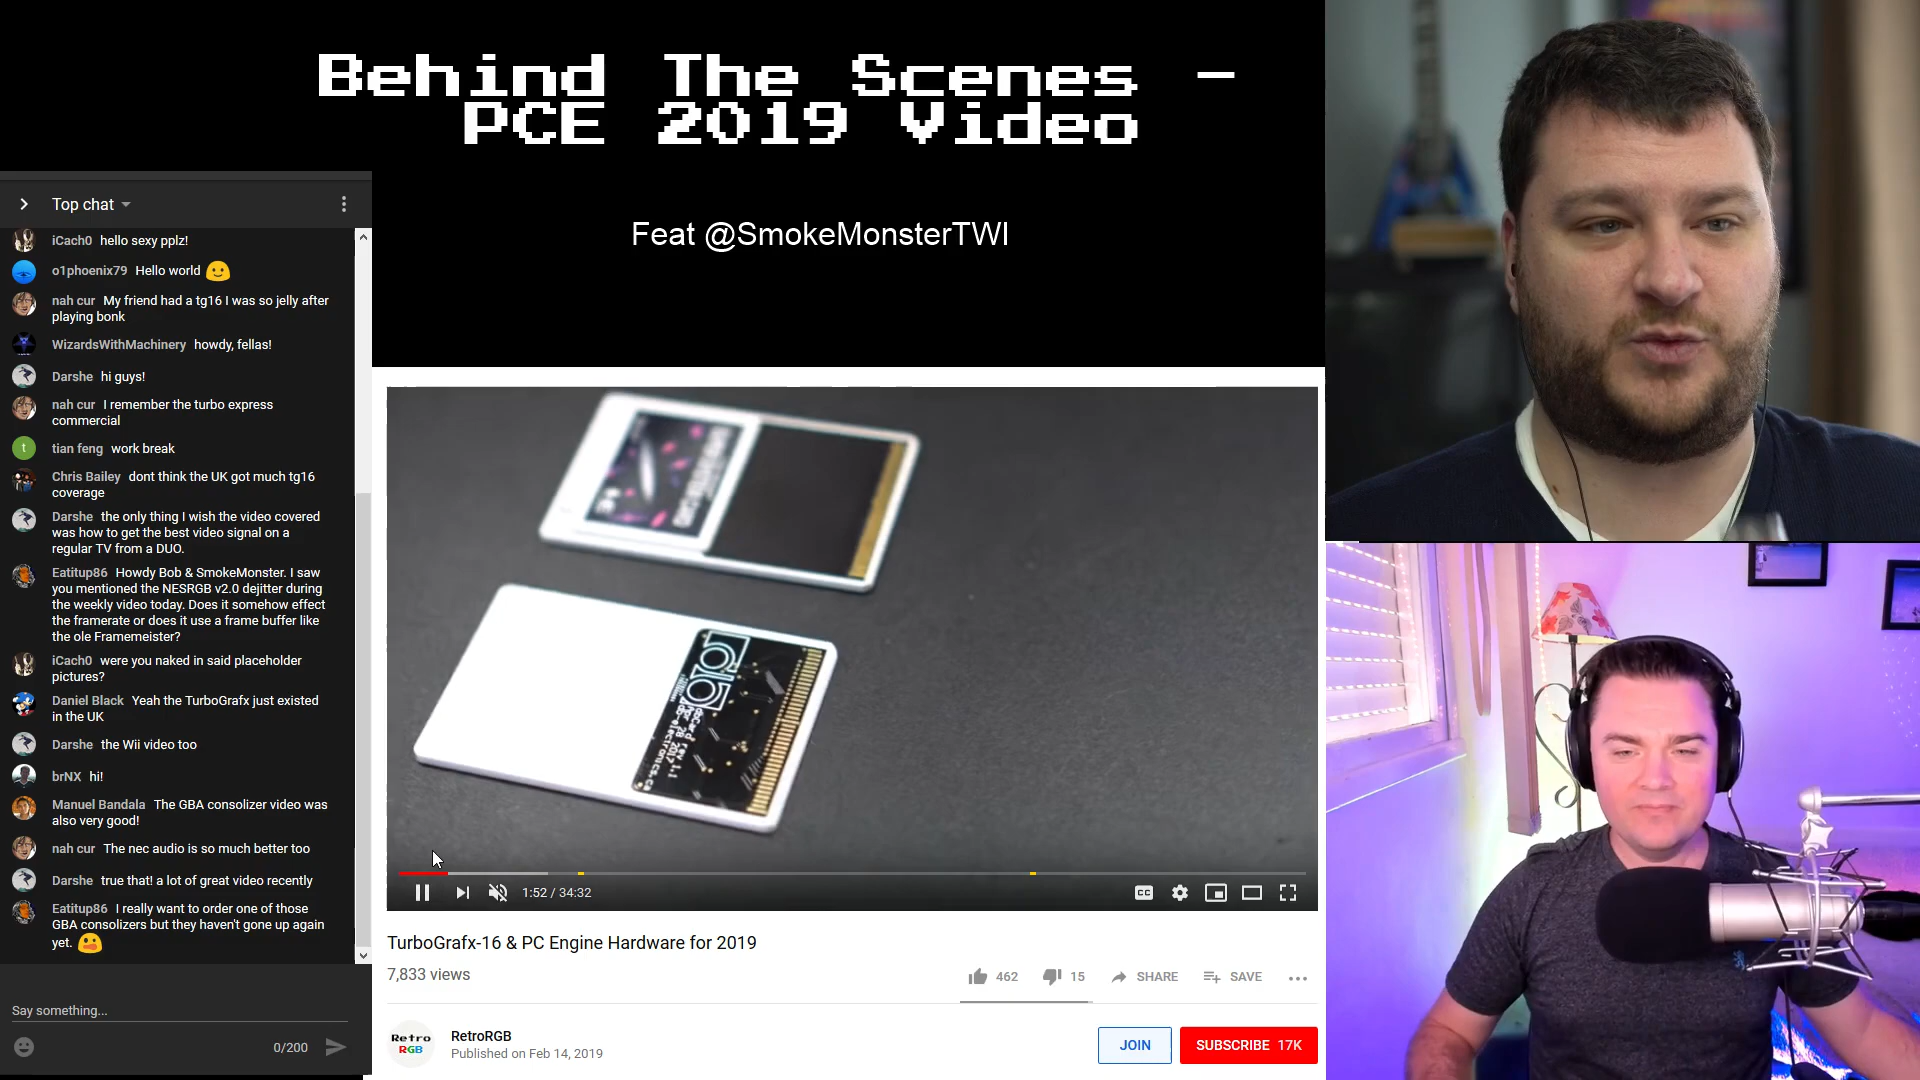 Behind The Scenes –
PCE 2019 Video
Feat @SmokeMonsterTWI
Top chat
iCach0 hello sexy pplz!
o1phoenix79 Hello world
nah cur My friend had a tg16 I was so jelly after
playing bonk
WizardsWithMachinery howdy, fellas!
Darshe hi guys!
nah cur I remember the turbo express
commercial
t
tian feng work break
Chris Bailey dont think the UK got much tg16
coverage
Darshe the only thing I wish the video covered
was how to get the best video signal on a
regular TV from a DUO.
Eatitup86 Howdy Bob & SmokeMonster. I saw
you mentioned the NESRGB v2.0 dejitter during
the weekly video today. Does it somehow effect
the framerate or does it use a frame buffer like
the ole Framemeister?
iCach0 were you naked in said placeholder
pictures?
Daniel Black Yeah the TurboGrafx just existed
in the UK
Darshe the Wii video too
brNX hi!
Manuel Bandala The GBA consolizer video was
also very good!
nah cur The nec audio is so much better too
Darshe true that! a lot of great video recently
Eatitup86 I really want to order one of those
GBA consolizers but they haven't gone up again
yet.
Say something...
0/200
1:52 / 34:32
CC
TurboGrafx-16 & PC Engine Hardware for 2019
7,833 views
462
15
SHARE
SAVE
Retro
RGB
RetroRGB
Published on Feb 14, 2019
JOIN
SUBSCRIBE 17K